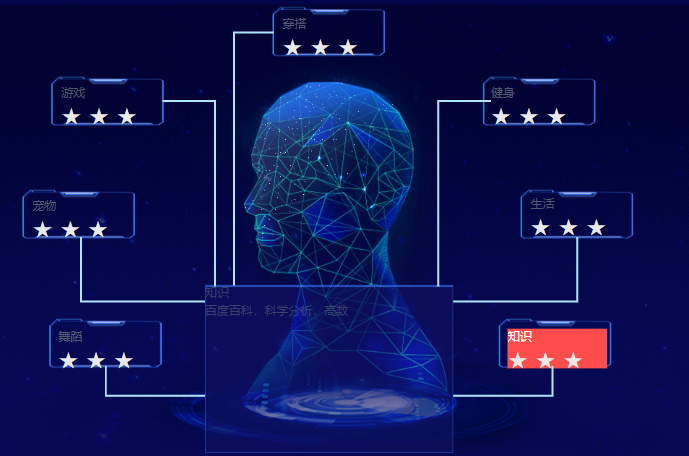 穿搭
游戏
健身
宠物
生活
知识
百度百科，科学分析，高数
舞蹈
知识